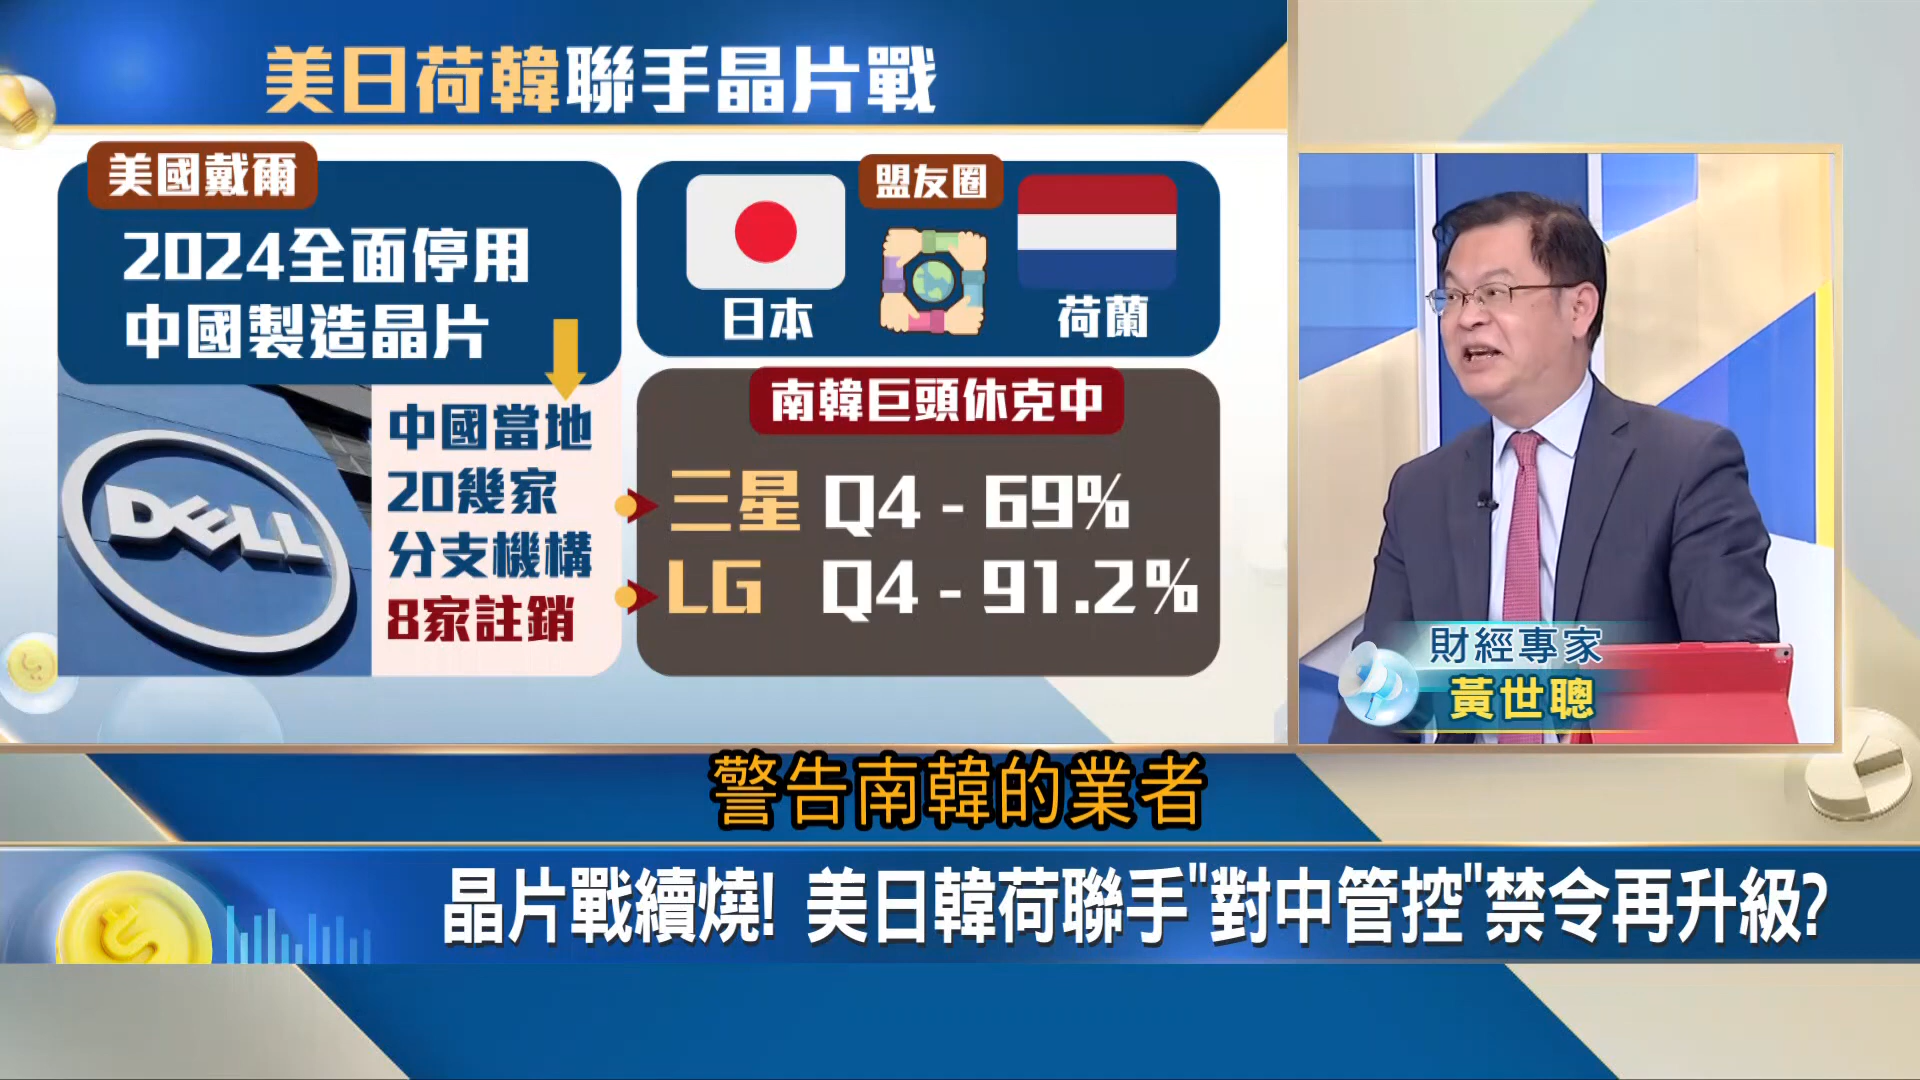 美日荷韓聯手晶片戰
美國戴爾
2024全面停用
中國製造晶片
DELL
中國當地
20幾家
分支機構
8家註銷
盟友圈
日本
荷蘭
南韓巨頭休克中
三星 Q4 - 69%
LG Q4 - 91.2%
財經專家
黃世聰
警告南韓的業者
晶片戰續燒! 美日韓荷聯手"對中管控"禁令再升級?